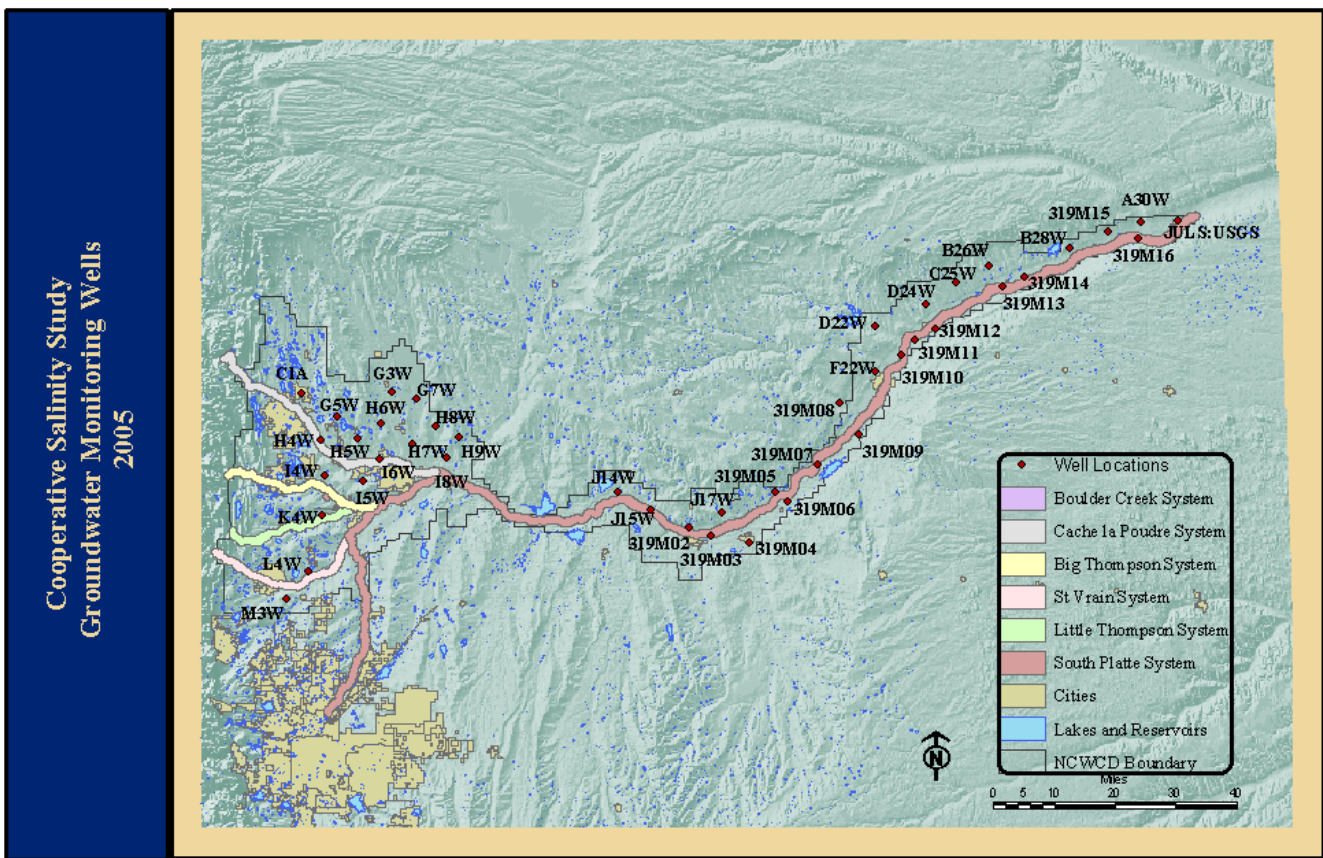 Cooperative Salinity Study
Groundwater Monitoring Wells
2005
A30W
319M15
JULS:USGS
B28W
319M16
B26W
C25W
319M14
D24W
319M13
D22W
319M12
319M11
F22W
319M10
C1A
G3W
G7W
319M08
G5W
H6W
H8W
H4W
H5W
H7W
H9W
319M09
I4W
I6W
319M07
I8W
J14W
319M05
I5W
J17W
319M06
K4W
J15W
319M02
319M03
319M04
L4W
M3W
Well Locations
Boulder Creek System
Cache la Poudre System
Big Thompson System
St Vrain System
Little Thompson System
South Platte System
Cities
Lakes and Reservoirs
NCWCD Boundary
N
Miles
0 5 10 20 30 40